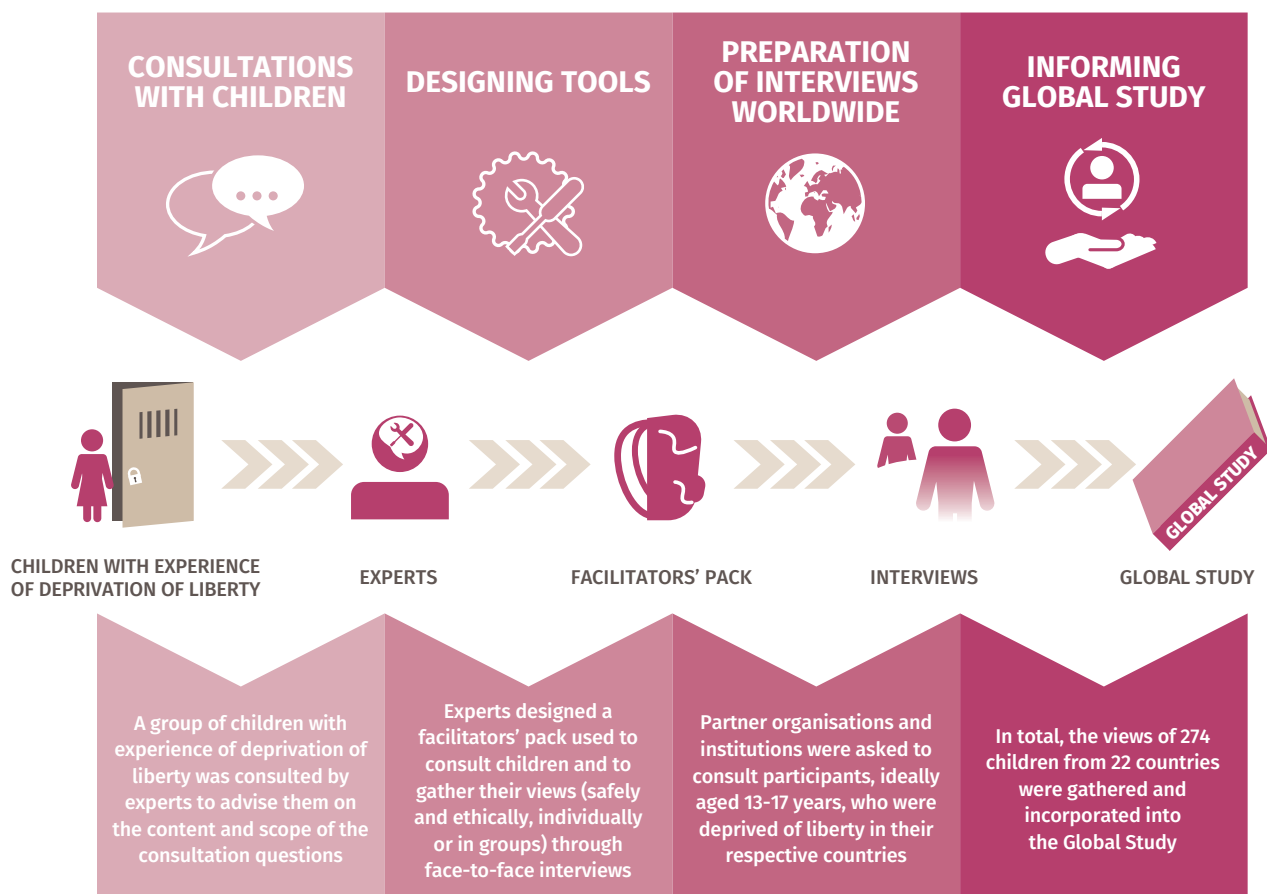 CONSULTATIONS
WITH CHILDREN
DESIGNING TOOLS
PREPARATION
OF INTERVIEWS
WORLDWIDE
INFORMING
GLOBAL STUDY
GLOBAL STUDY
CHILDREN WITH EXPERIENCE
OF DEPRIVATION OF LIBERTY
EXPERTS
FACILITATORS’ PACK
INTERVIEWS
GLOBAL STUDY
A group of children with
experience of deprivation of
liberty was consulted by
experts to advise them on
the content and scope of the
consultation questions
Experts designed a
facilitators’ pack used to
consult children and to
gather their views (safely
and ethically, individually
or in groups) through
face-to-face interviews
Partner organisations and
institutions were asked to
consult participants, ideally
aged 13-17 years, who were
deprived of liberty in their
respective countries
In total, the views of 274
children from 22 countries
were gathered and
incorporated into
the Global Study